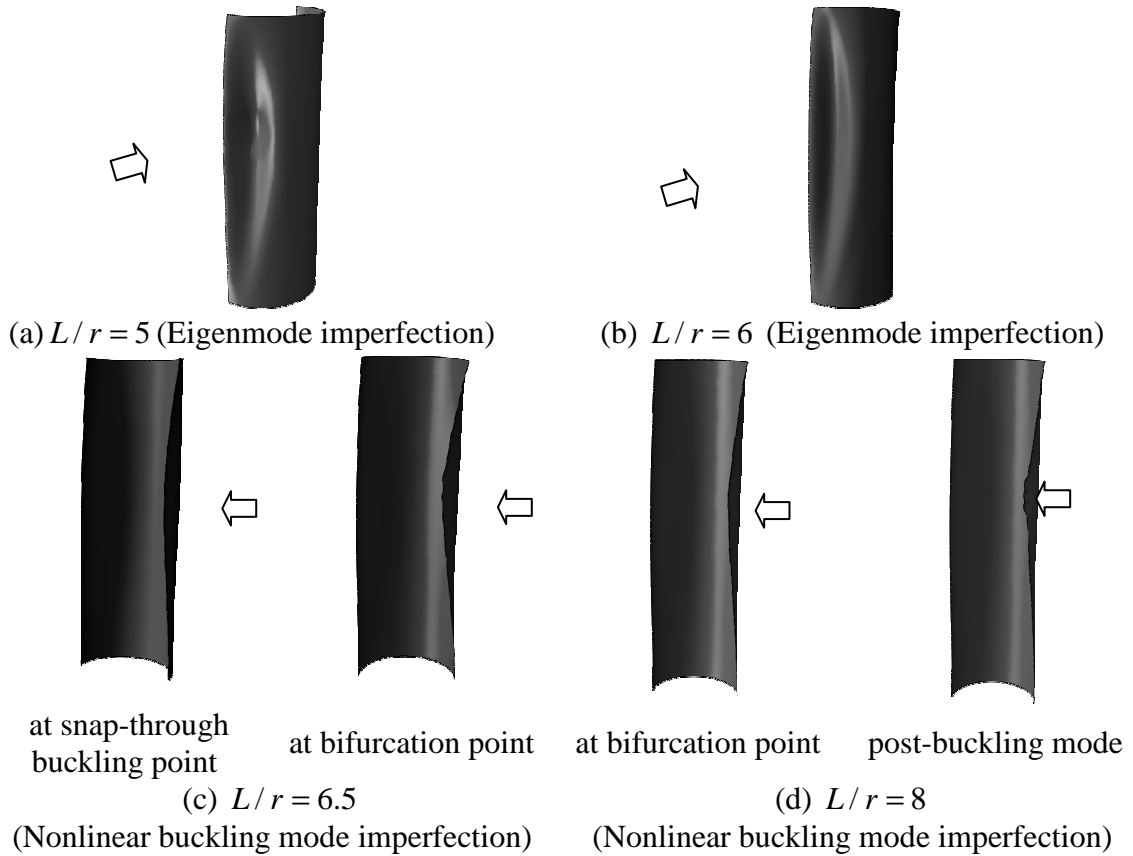 (a) L / r = 5 (Eigenmode imperfection)
(b) L / r = 6 (Eigenmode imperfection)
at snap-through
buckling point
at bifurcation point
at bifurcation point
post-buckling mode
(c) L / r = 6.5
(Nonlinear buckling mode imperfection)
(d) L / r = 8
(Nonlinear buckling mode imperfection)